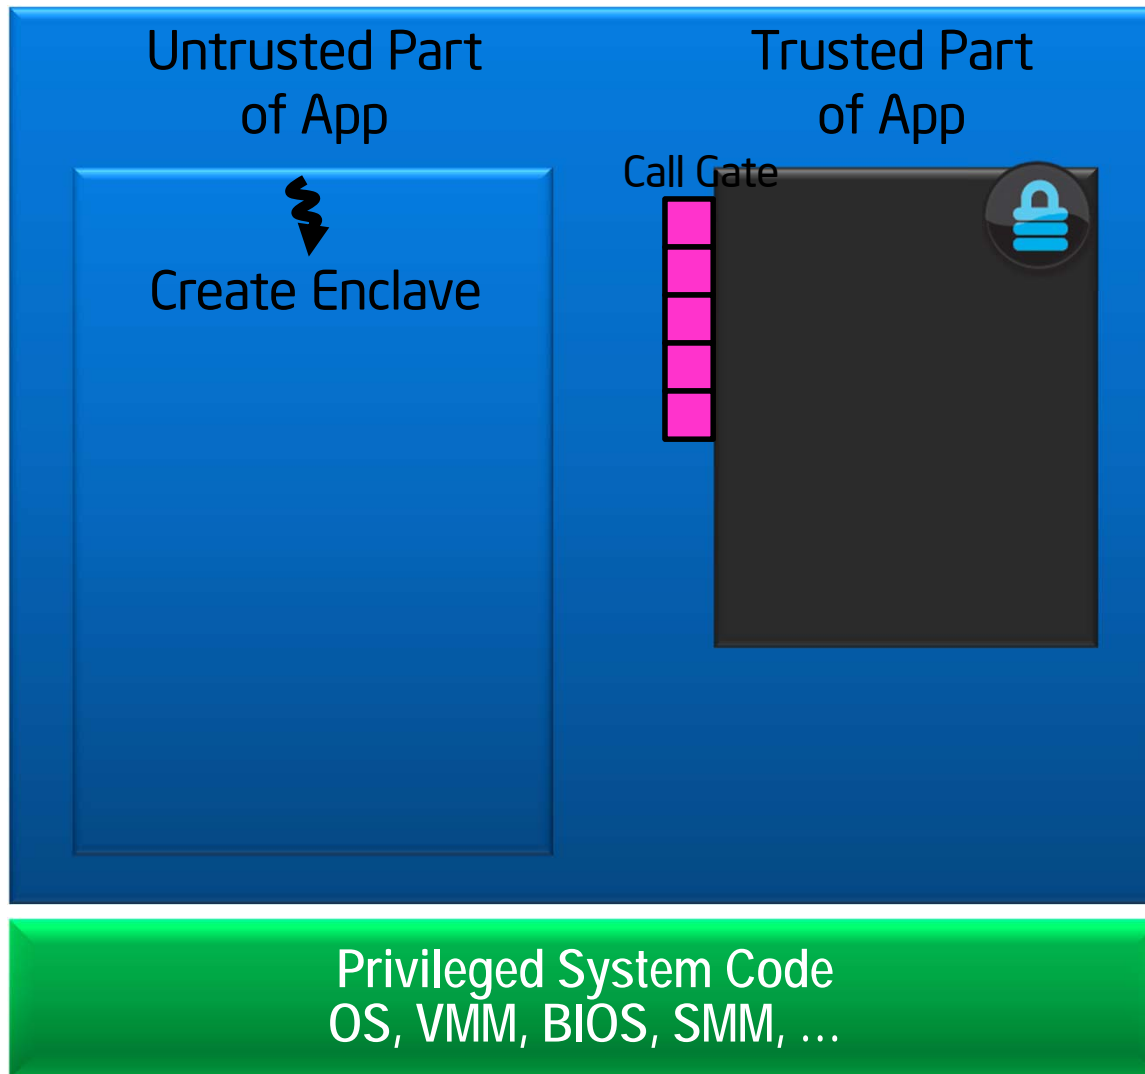 Untrusted Part
of App
Trusted Part
of App
Call Gate
Create Enclave
Privileged System Code
OS, VMM, BIOS, SMM, ...